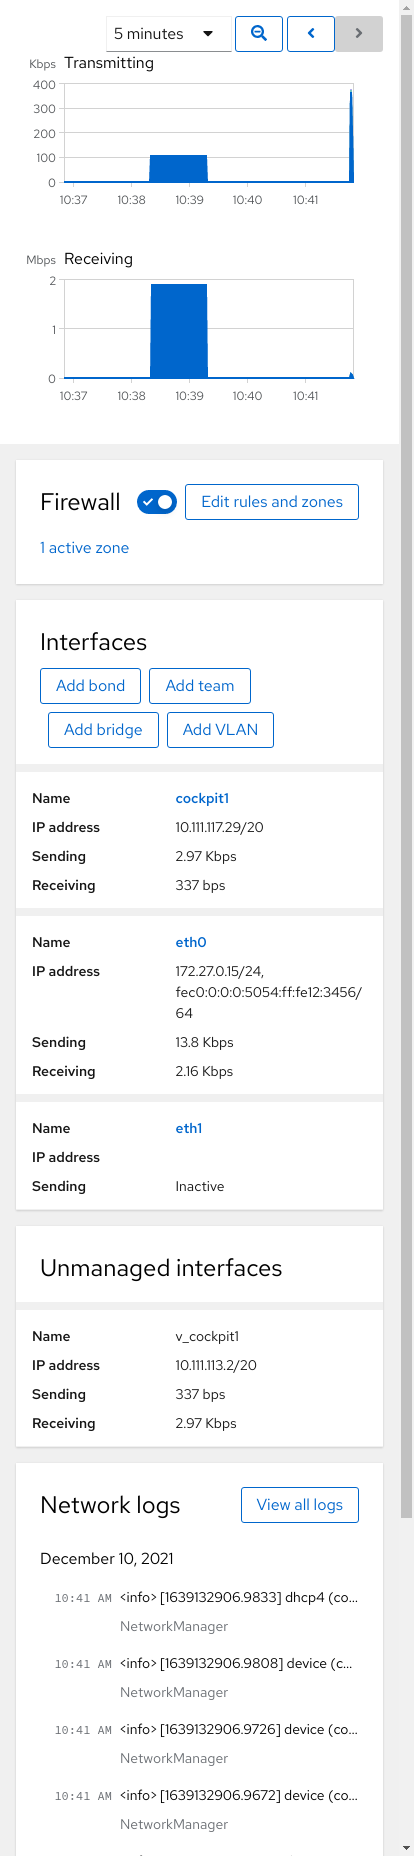 5 minutes
Kbps Transmitting
400
300
200
100
0
10:37 10:38 10:39 10:40 10:41
Mbps Receiving
2
1
0
10:37 10:38 10:39 10:40 10:41
Firewall Edit rules and zones
1 active zone
Interfaces
Add bond Add team
Add bridge Add VLAN
Name cockpit1
IP address 10.111.117.29/20
Sending 2.97 Kbps
Receiving 337 bps
Name eth0
IP address 172.27.0.15/24,
fec0:0:0:0:5054:ff:fe12:3456/
64
Sending 13.8 Kbps
Receiving 2.16 Kbps
Name eth1
IP address
Sending Inactive
Unmanaged interfaces
Name v_cockpit1
IP address 10.111.113.2/20
Sending 337 bps
Receiving 2.97 Kbps
Network logs View all logs
December 10, 2021
10:41 AM <info> [1639132906.9833] dhcp4 (co...
NetworkManager
10:41 AM <info> [1639132906.9808] device (c...
NetworkManager
10:41 AM <info> [1639132906.9726] device (co...
NetworkManager
10:41 AM <info> [1639132906.9672] device (co...
NetworkManager